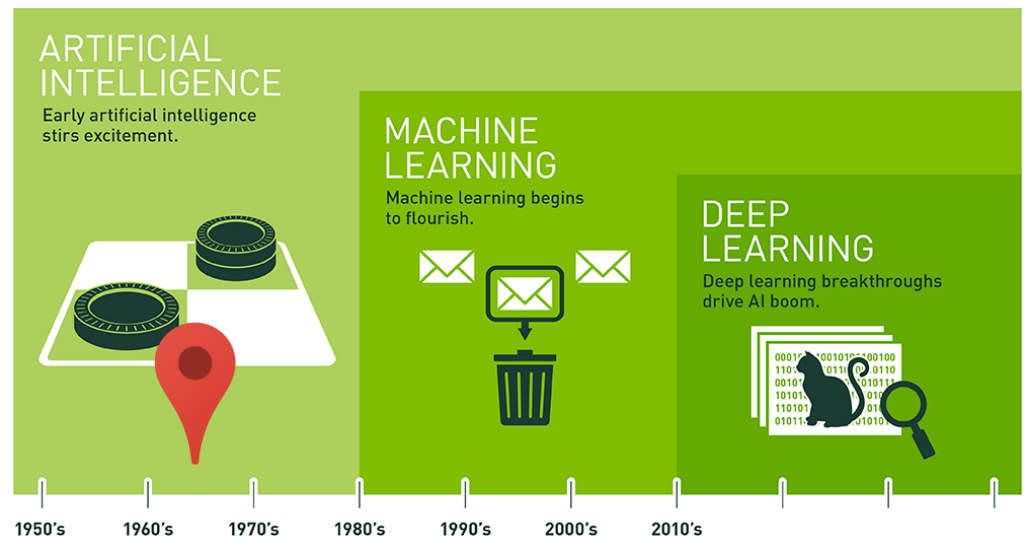 ARTIFICIAL
INTELLIGENCE
Early artificial intelligence
stirs excitement.
MACHINE
LEARNING
Machine learning begins
to flourish.
DEEP
LEARNING
Deep learning breakthroughs
drive AI boom.
1950's
1960's
1970's
1980's
1990's
2000's
2010's